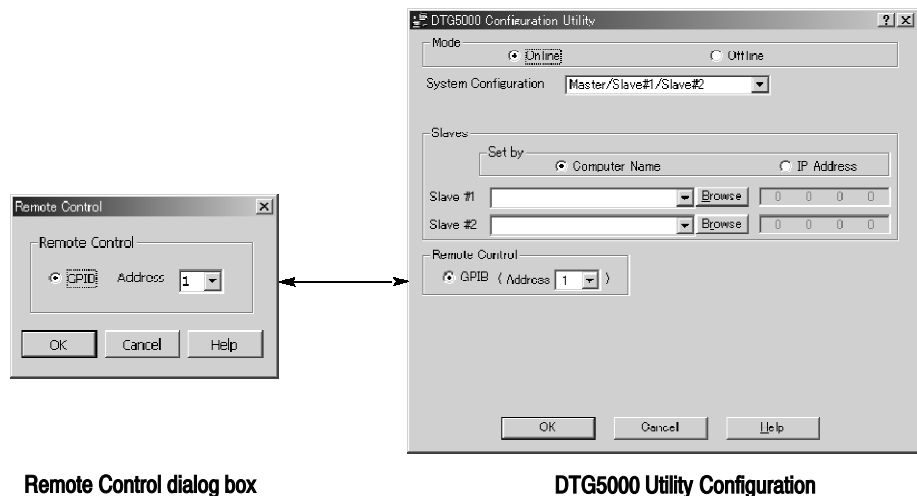 Remote Control
Remote Control
GPIB Address 1
OK Cancel Help
Remote Control dialog box
DTG5000 Configuration Utility
Mode
Online Offline
System Configuration Master/Slave#1/Slave#2
Slaves
Set by
Computer Name IP Address
Slave #1 Browse 0 0 0 0
Slave #2 Browse 0 0 0 0
Remote Control
GPIB ( Address 1 )
OK Cancel Help
DTG5000 Utility Configuration